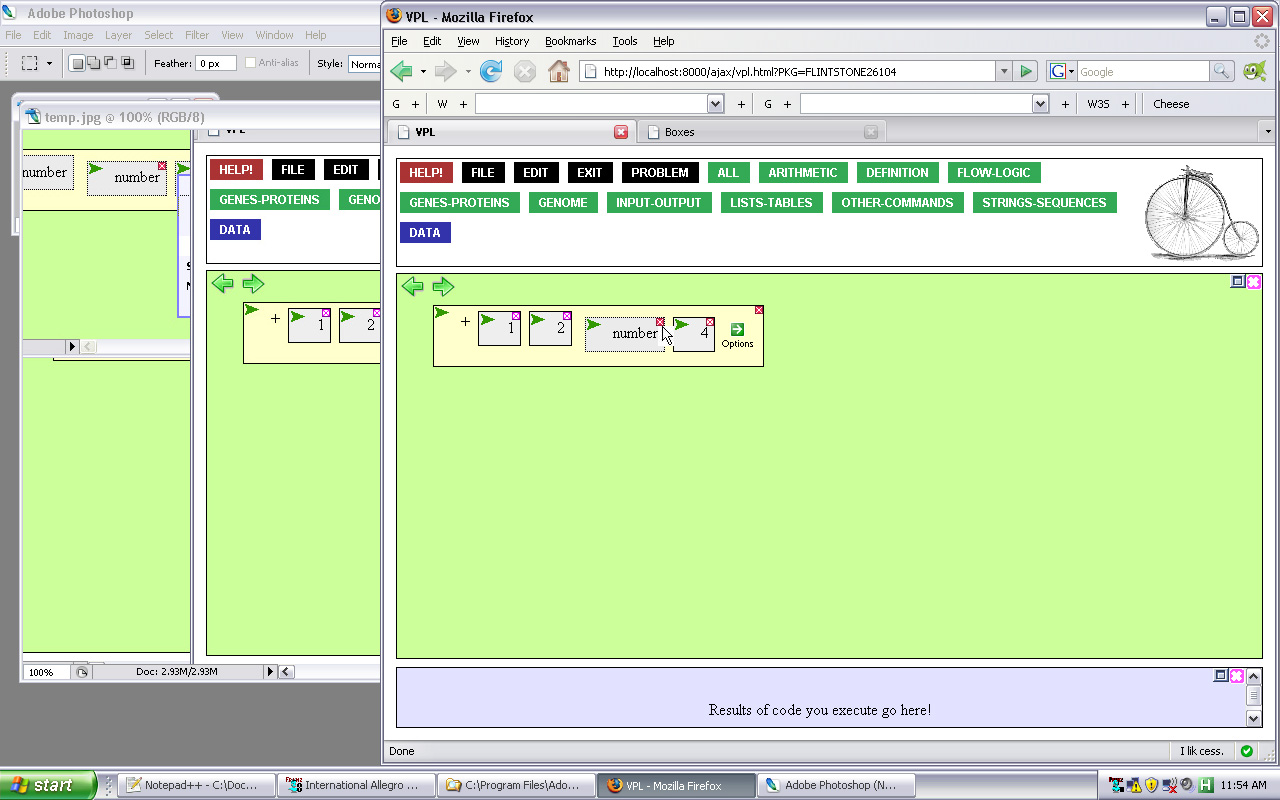 Adobe Photoshop
File Edit Image Layer Select Filter View Window Help
Feather: 0 px Anti-alias Style: Norma
temp.jpg @ 100% (RGB/8)
number number
VPL
HELP! FILE EDIT
GENES-PROTEINS GENO
DATA
+ 1 2
100% Doc: 2.93M/2.93M
VPL - Mozilla Firefox
File Edit View History Bookmarks Tools Help
http://localhost:8000/ajax/vpl.html?PKG=FLINTSTONE26104
G Google
G + W + + G + + W3S + Cheese
VPL Boxes
HELP! FILE EDIT EXIT PROBLEM ALL ARITHMETIC DEFINITION FLOW-LOGIC
GENES-PROTEINS GENOME INPUT-OUTPUT LISTS-TABLES OTHER-COMMANDS STRINGS-SEQUENCES
DATA
+ 1 2 number 4
Options
Results of code you execute go here!
Done I lik cess.
start Notepad++ - C:\Doc... International Allegro ... C:\Program Files\Ado... VPL - Mozilla Firefox Adobe Photoshop (N... H 11:54 AM